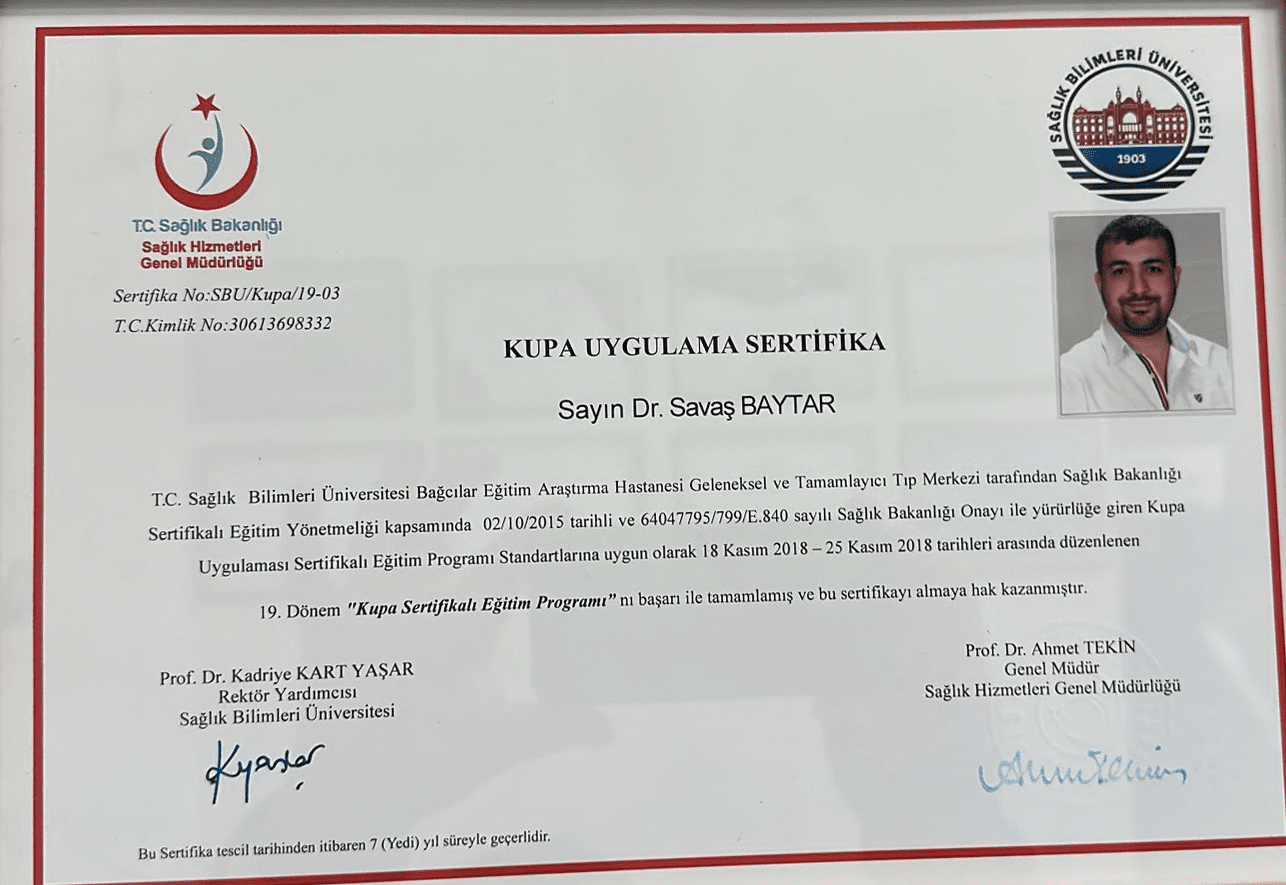 SAĞLIK BİLİMLERİ ÜNİVERSİTESİ
1903
T.C. Sağlık Bakanlığı
Sağlık Hizmetleri
Genel Müdürlüğü
Sertifika No:SBU/Kupa/19-03
T.C.Kimlik No:30613698332
KUPA UYGULAMA SERTİFİKA
Sayın Dr. Savaş BAYTAR
T.C. Sağlık Bilimleri Üniversitesi Bağcılar Eğitim Araştırma Hastanesi Geleneksel ve Tamamlayıcı Tıp Merkezi tarafından Sağlık Bakanlığı
Sertifikalı Eğitim Yönetmeliği kapsamında 02/10/2015 tarihli ve 64047795/799/E.840 sayılı Sağlık Bakanlığı Onayı ile yürürlüğe giren Kupa
Uygulaması Sertifikalı Eğitim Programı Standartlarına uygun olarak 18 Kasım 2018 – 25 Kasım 2018 tarihleri arasında düzenlenen
19. Dönem "Kupa Sertifikalı Eğitim Programı” nı başarı ile tamamlamış ve bu sertifikayı almaya hak kazanmıştır.
Prof. Dr. Kadriye KART YAŞAR
Rektör Yardımcısı
Sağlık Bilimleri Üniversitesi
Prof. Dr. Ahmet TEKİN
Genel Müdür
Sağlık Hizmetleri Genel Müdürlüğü
Bu Sertifika tescil tarihinden itibaren 7 (Yedi) yıl süreyle geçerlidir.